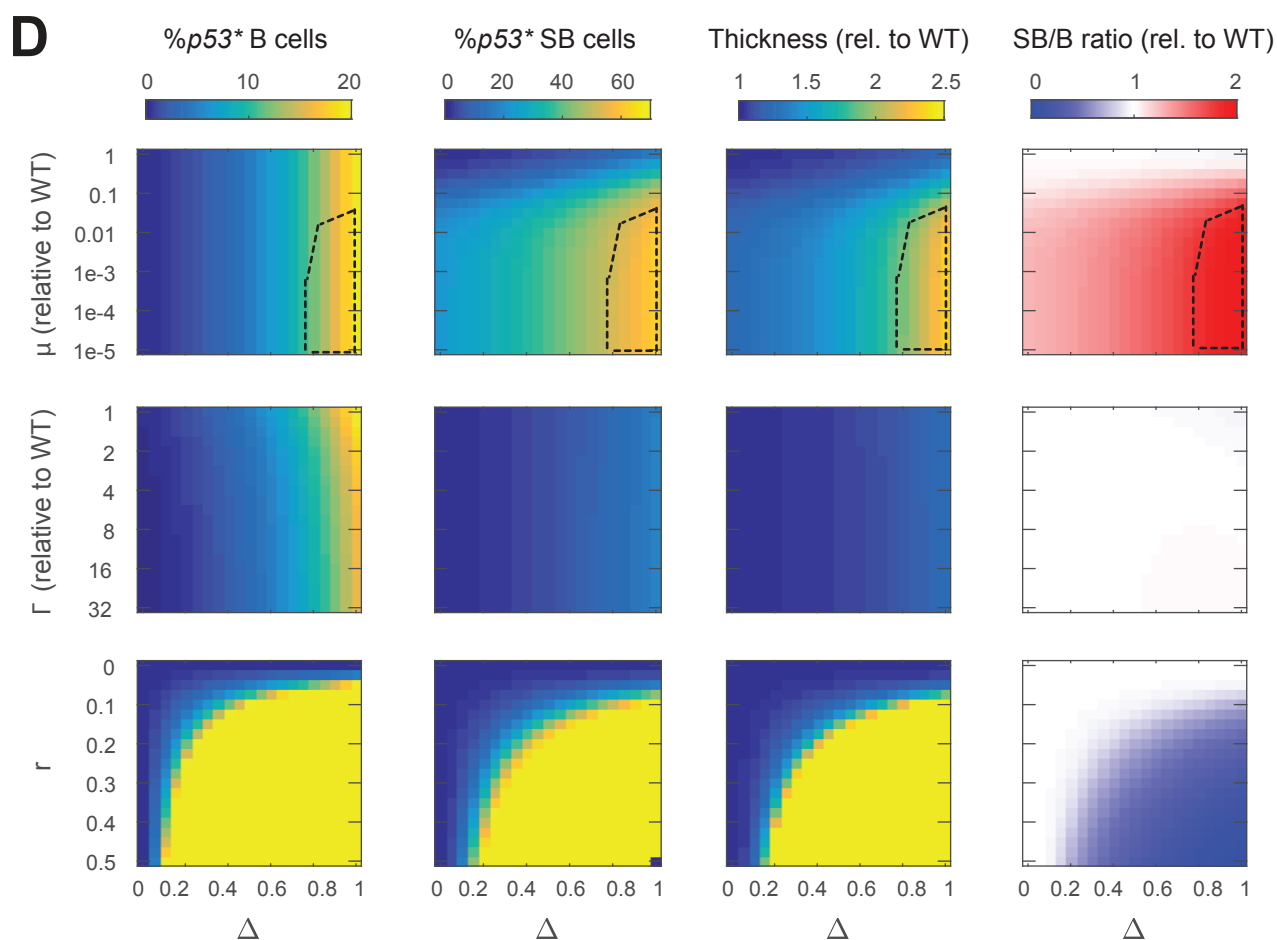 D
%p53* B cells %p53* SB cells Thickness (rel. to WT) SB/B ratio (rel. to WT)
0 10 20 0 20 40 60 1 1.5 2 2.5 0 1 2
μ (relative to WT)
1
0.1
0.01
1e-3
1e-4
1e-5
Γ (relative to WT)
1
2
4
8
16
32
r
0
0.1
0.2
0.3
0.4
0.5
0 0.2 0.4 0.6 0.8 1 0 0.2 0.4 0.6 0.8 1 0 0.2 0.4 0.6 0.8 1 0 0.2 0.4 0.6 0.8 1
Δ Δ Δ Δ